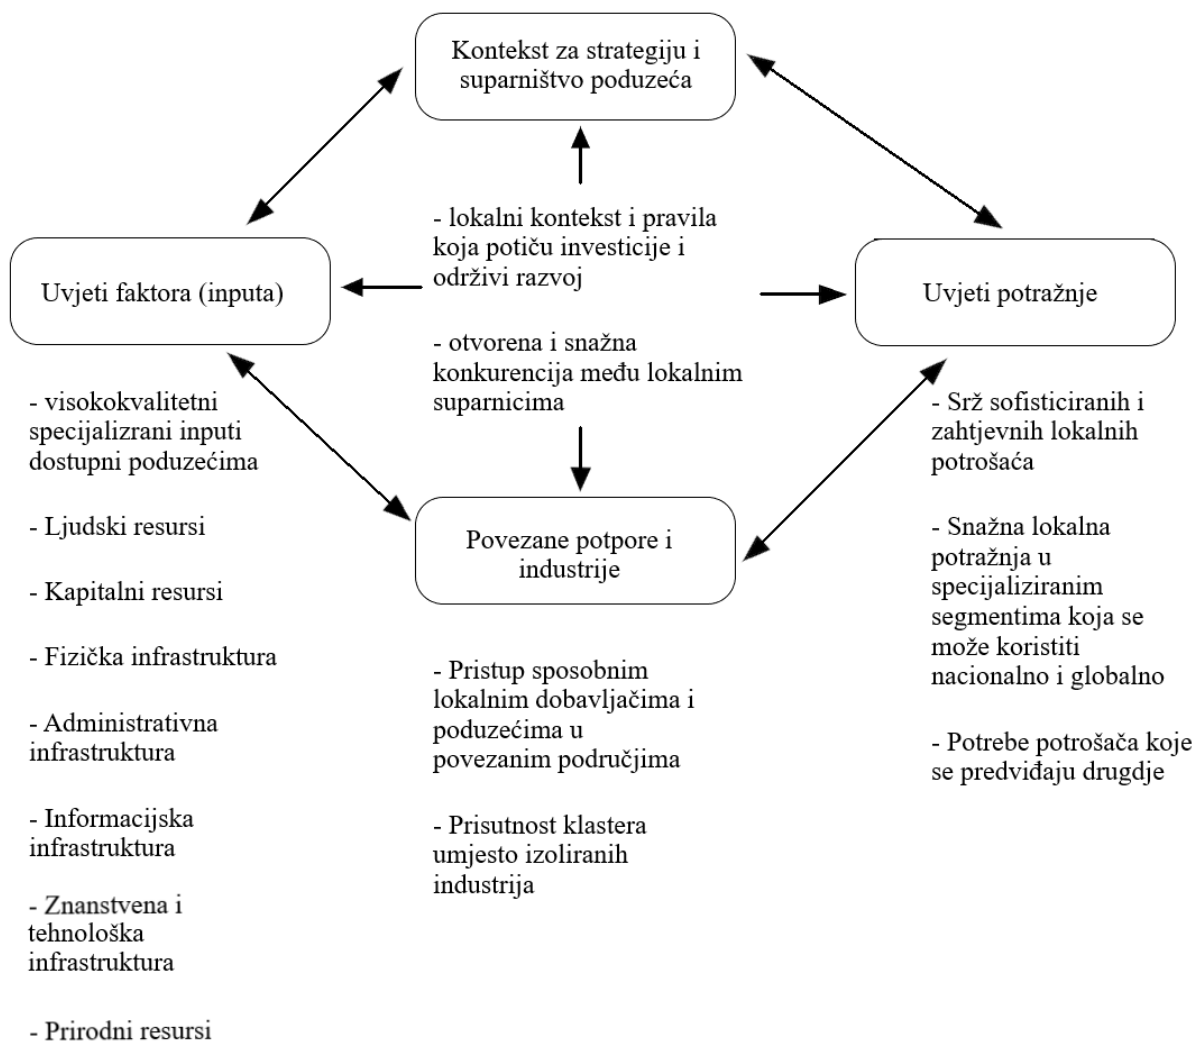 Kontekst za strategiju i
suparništvo poduzeća
- lokalni kontekst i pravila
koja potiču investicije i
održivi razvoj
- otvorena i snažna
konkurencija među lokalnim
suparnicima
Uvjeti faktora (inputa)
- visokokvalitetni
specijalizrani inputi
dostupni poduzećima
- Ljudski resursi
- Kapitalni resursi
- Fizička infrastruktura
- Administrativna
infrastruktura
- Informacijska
infrastruktura
- Znanstvena i
tehnološka
infrastruktura
- Prirodni resursi
Povezane potpore i
industrije
- Pristup sposobnim
lokalnim dobavljačima i
poduzećima u
povezanim područjima
- Prisutnost klastera
umjesto izoliranih
industrija
Uvjeti potražnje
- Srž sofisticiranih i
zahtjevnih lokalnih
potrošaća
- Snažna lokalna
potražnja u
specijaliziranim
segmentima koja se
može koristiti
nacionalno i globalno
- Potrebe potrošača koje
se predviđaju drugdje